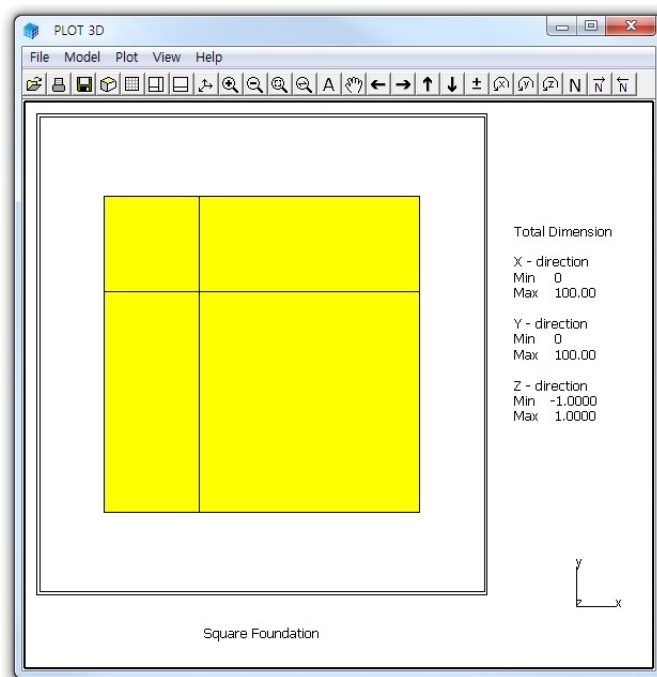 PLOT 3D
File Model Plot View Help
A ± x y z N N N
Total Dimension
X - direction
Min 0
Max 100.00
Y - direction
Min 0
Max 100.00
Z - direction
Min -1.0000
Max 1.0000
y
z x
Square Foundation